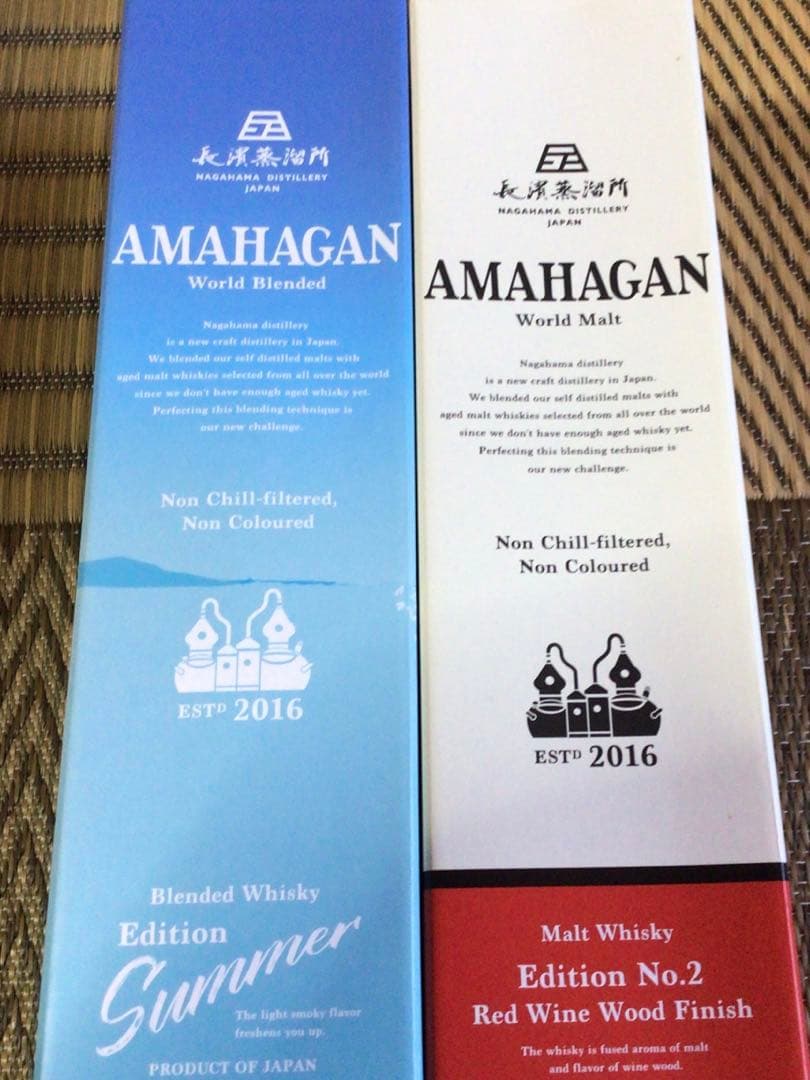 長濱蒸溜所
NAGAHAMA DISTILLERY
JAPAN
AMAHAGAN
World Blended
Nagahama distillery
is a new craft distillery in Japan.
We blended our self distilled malts with
aged malt whiskies selected from all over the world
since we don't have enough aged whisky yet.
Perfecting this blending technique is
our new challenge.
Non Chill-filtered,
Non Coloured
ESTD 2016
Blended Whisky
Edition
Summer
The light smoky flavor
freshens you up.
PRODUCT OF JAPAN
長濱蒸溜所
NAGAHAMA DISTILLERY
JAPAN
AMAHAGAN
World Malt
Nagahama distillery
is a new craft distillery in Japan.
We blended our self distilled malts with
aged malt whiskies selected from all over the world
since we don't have enough aged whisky yet.
Perfecting this blending technique is
our new challenge.
Non Chill-filtered,
Non Coloured
ESTD 2016
Malt Whisky
Edition No.2
Red Wine Wood Finish
The whisky is fused aroma of malt
and flavor of wine wood.